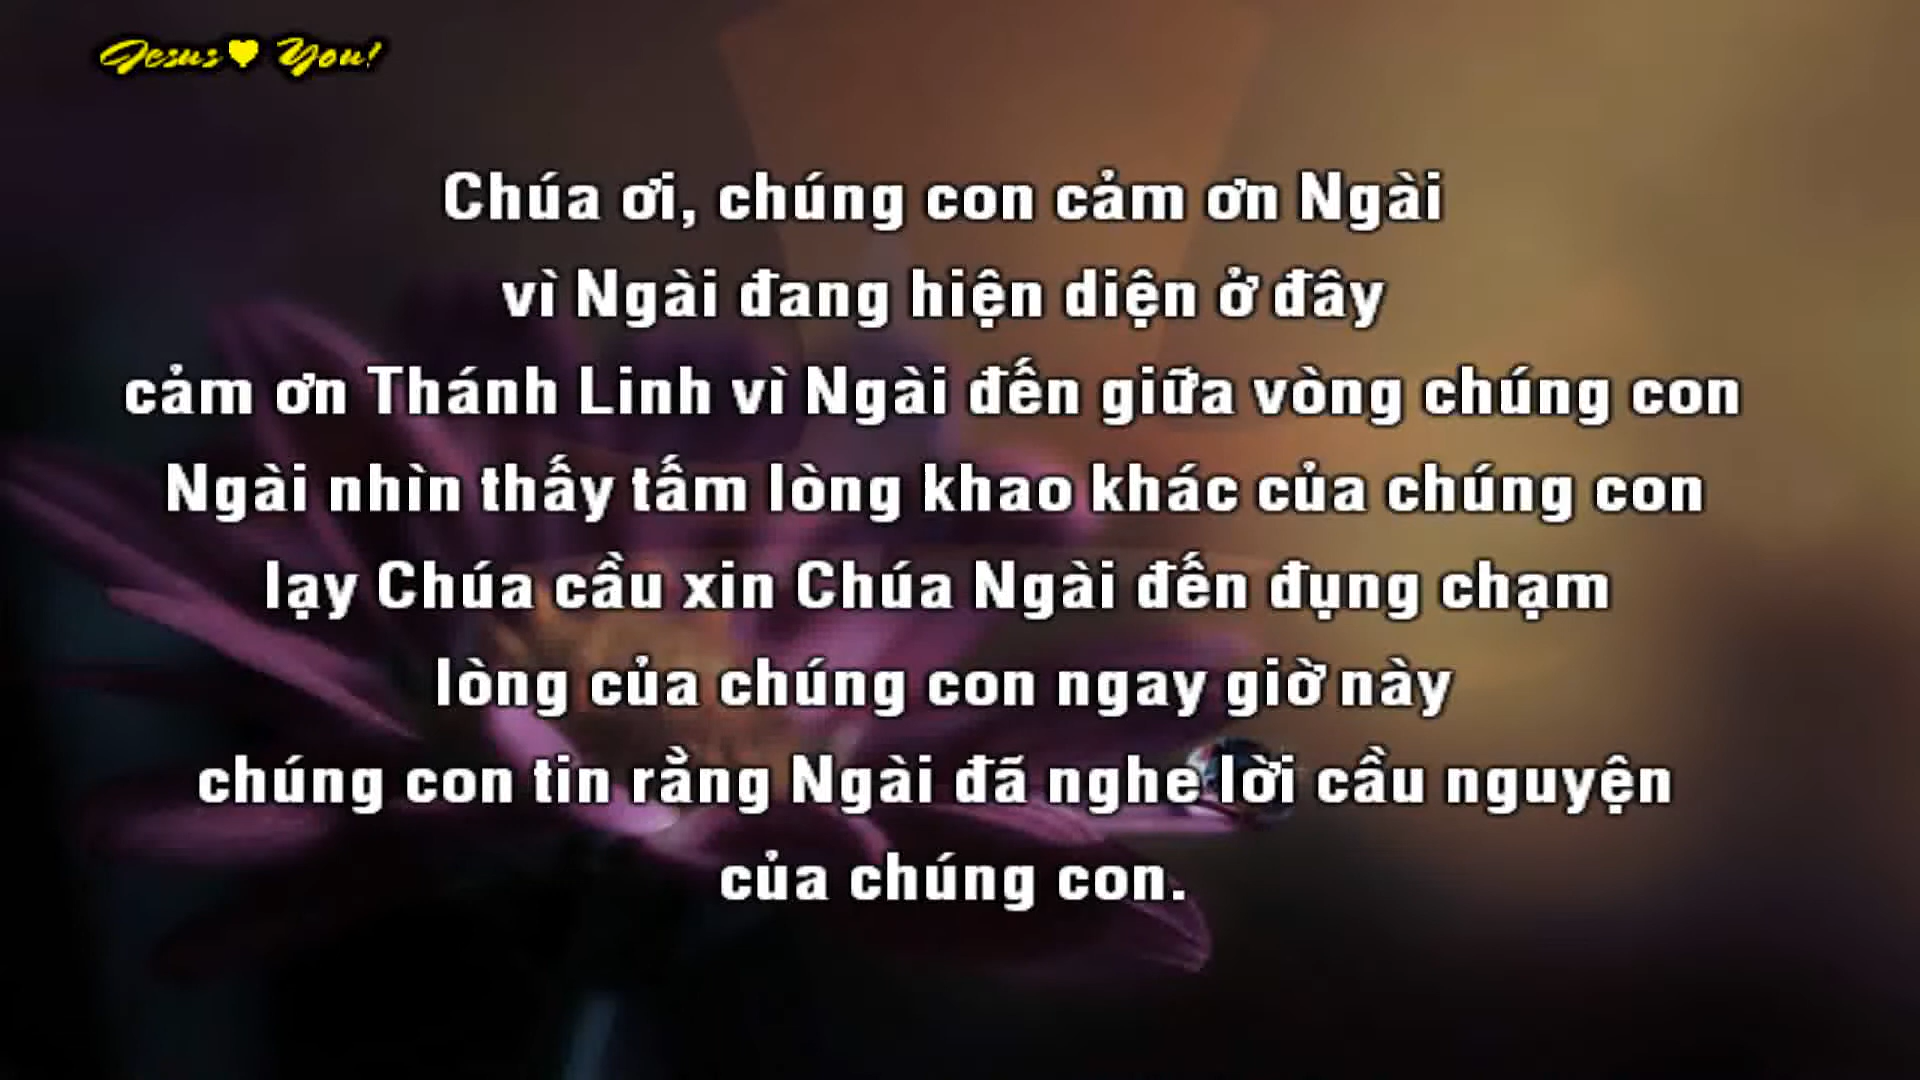 Jesus♥ You!
Chúa ơi, chúng con cảm ơn Ngài
vì Ngài đang hiện diện ở đây
cảm ơn Thánh Linh vì Ngài đến giữa vòng chúng con
Ngài nhìn thấy tấm lòng khao khác của chúng con
lạy Chúa cầu xin Chúa Ngài đến đụng chạm
lòng của chúng con ngay giờ này
chúng con tin rằng Ngài đã nghe lời cầu nguyện
của chúng con.